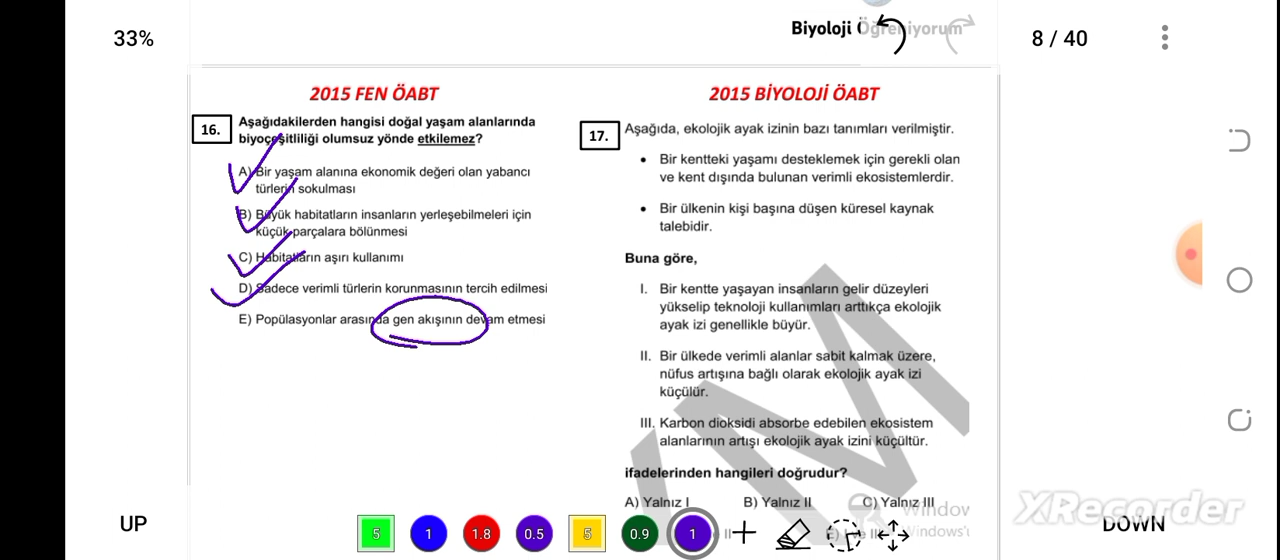 33%
Biyoloji Öğreniyorum
8 / 40
2015 FEN ÖABT
16.
Aşağıdakilerden hangisi doğal yaşam alanlarında
biyoçeşitliliği olumsuz yönde etkilemez?
A) Bir yaşam alanına ekonomik değeri olan yabancı
türlerin sokulması
B) Büyük habitatların insanların yerleşebilmeleri için
küçük parçalara bölünmesi
C) Habitatların aşırı kullanımı
D) Sadece verimli türlerin korunmasının tercih edilmesi
E) Popülasyonlar arasında gen akışının devam etmesi
2015 BİYOLOJİ ÖABT
17.
Aşağıda, ekolojik ayak izinin bazı tanımları verilmiştir.
• Bir kentteki yaşamı desteklemek için gerekli olan
ve kent dışında bulunan verimli ekosistemlerdir.
• Bir ülkenin kişi başına düşen küresel kaynak
talebidir.
Buna göre,
I. Bir kentte yaşayan insanların gelir düzeyleri
yükselip teknoloji kullanımları arttıkça ekolojik
ayak izi genellikle büyür.
II. Bir ülkede verimli alanlar sabit kalmak üzere,
nüfus artışına bağlı olarak ekolojik ayak izi
küçülür.
III. Karbon dioksidi absorbe edebilen ekosistem
alanlarının artışı ekolojik ayak izini küçültür.
ifadelerinden hangileri doğrudur?
A) Yalnız I B) Yalnız II C) Yalnız III
XRecorder
UP
5 1 1.8 0.5 5 0.9 1
DOWN